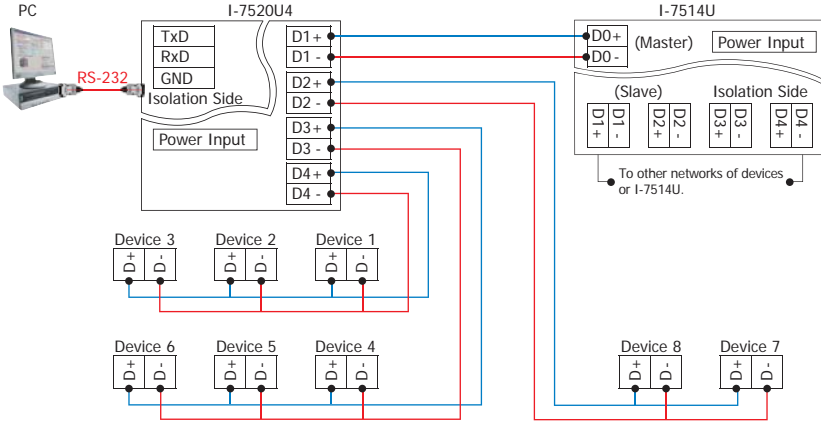 PC
I-7520U4
I-7514U
TxD
RxD
GND
Isolation Side
Power Input
RS-232
D1+
D1 -
D2+
D2 -
D3+
D3 -
D4+
D4 -
D0+
D0 -
(Master)
Power Input
(Slave)
Isolation Side
D1+
D1 -
D2+
D2 -
D3+
D3 -
D4+
D4 -
To other networks of devices
or I-7514U.
Device 3
Device 2
Device 1
D+
D-
D+
D-
D+
D-
Device 6
Device 5
Device 4
D+
D-
D+
D-
D+
D-
Device 8
Device 7
D+
D-
D+
D-